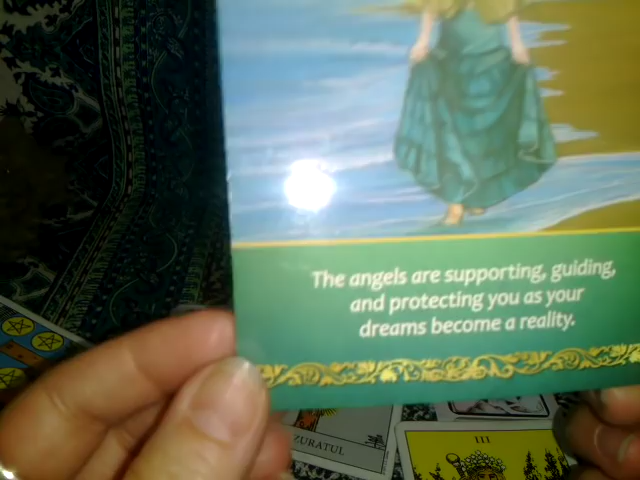 The angels are supporting, guiding,
and protecting you as your
dreams become a reality.
ZURATUL
III